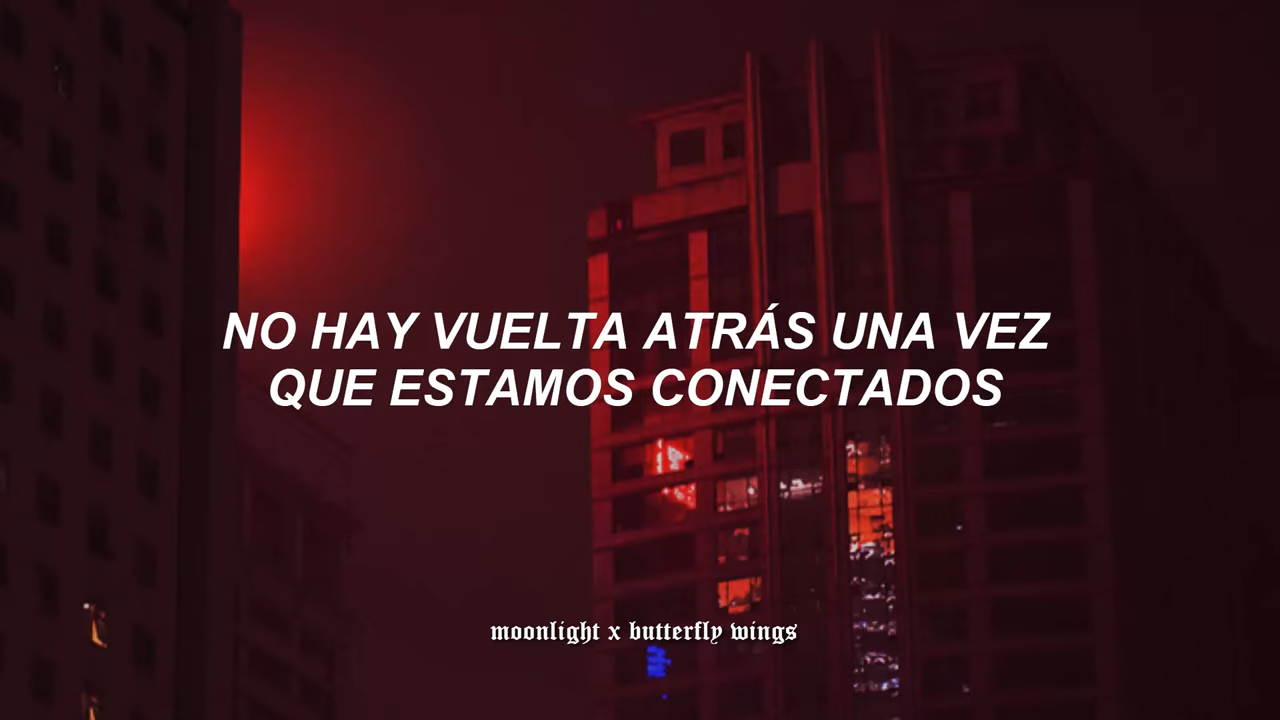 NO HAY VUELTA ATRÁS UNA VEZ
QUE ESTAMOS CONECTADOS
moonlight x butterfly wings